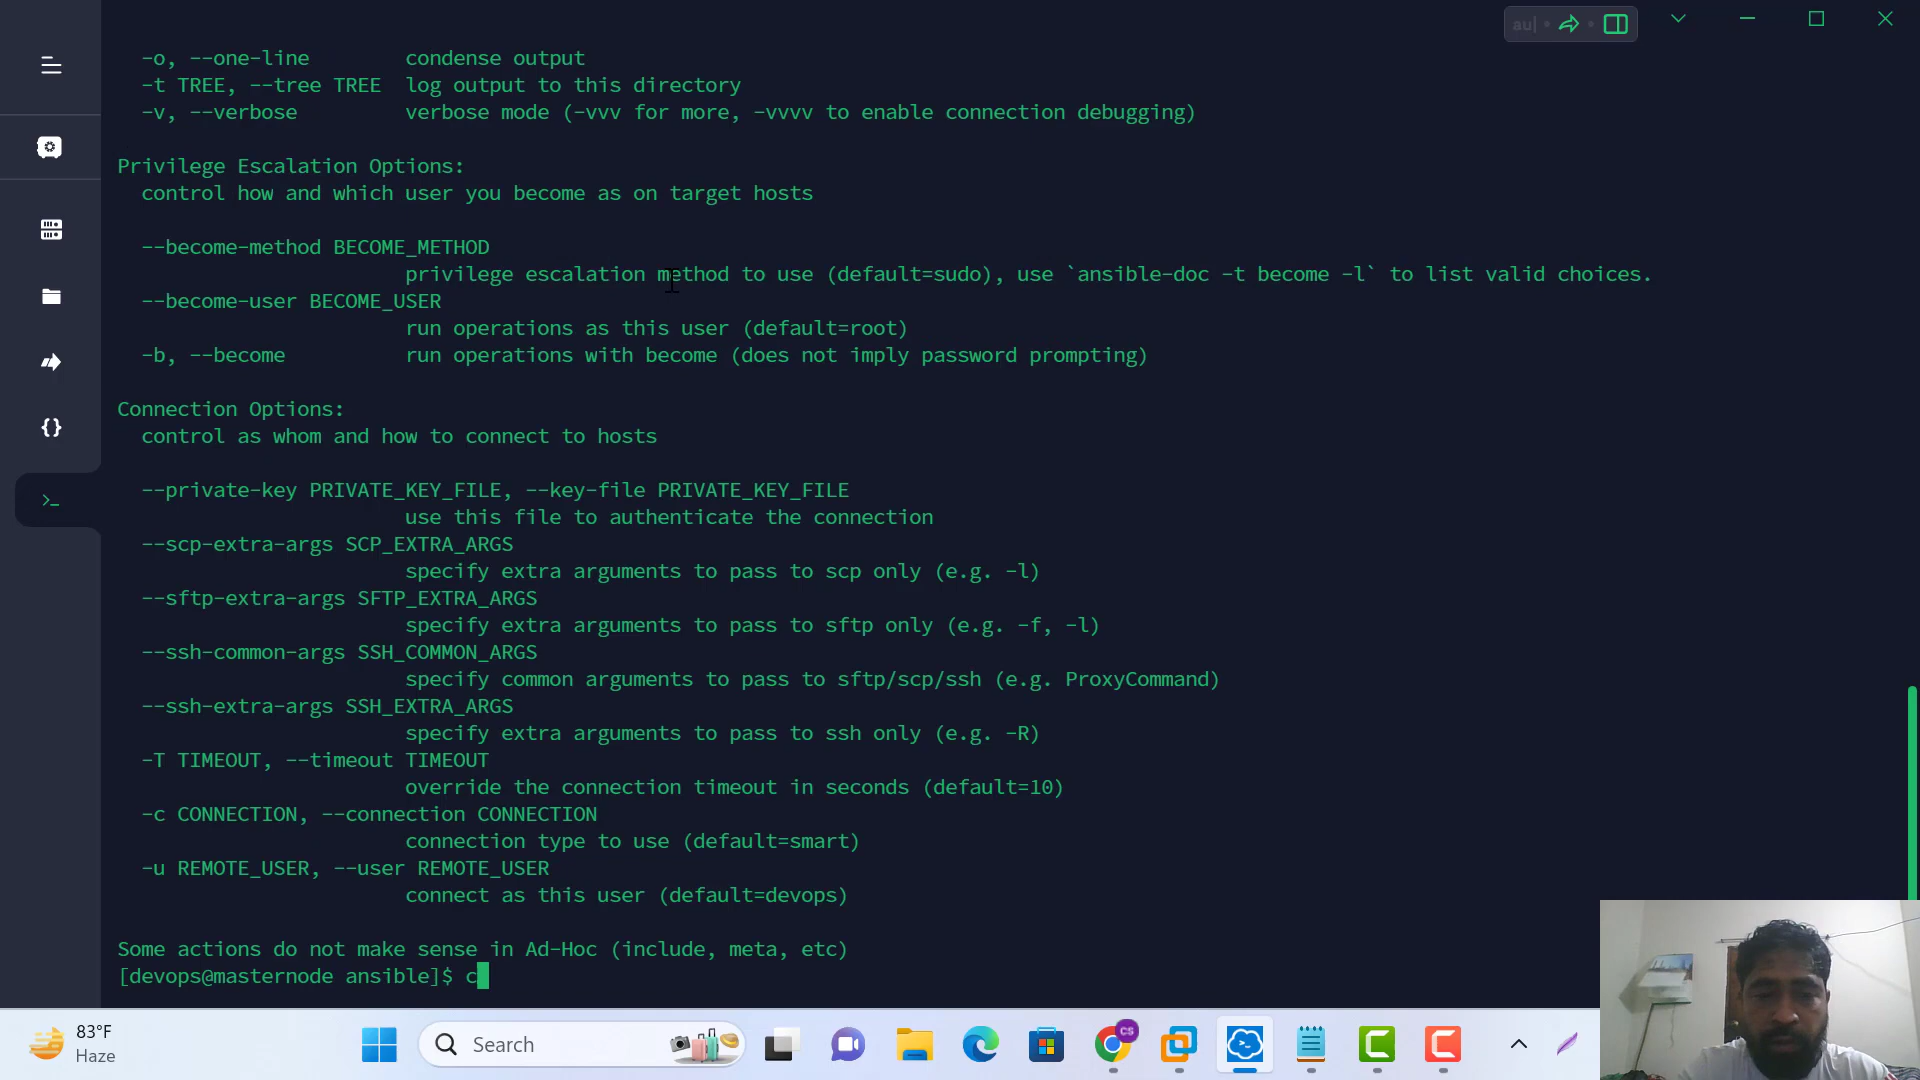 au|
-o, --one-line        condense output
-t TREE, --tree TREE  log output to this directory
-v, --verbose         verbose mode (-vvv for more, -vvvv to enable connection debugging)
Privilege Escalation Options:
control how and which user you become as on target hosts
--become-method BECOME_METHOD
privilege escalation method to use (default=sudo), use `ansible-doc -t become -l` to list valid choices.
--become-user BECOME_USER
run operations as this user (default=root)
-b, --become          run operations with become (does not imply password prompting)
Connection Options:
control as whom and how to connect to hosts
--private-key PRIVATE_KEY_FILE, --key-file PRIVATE_KEY_FILE
use this file to authenticate the connection
--scp-extra-args SCP_EXTRA_ARGS
specify extra arguments to pass to scp only (e.g. -l)
--sftp-extra-args SFTP_EXTRA_ARGS
specify extra arguments to pass to sftp only (e.g. -f, -l)
--ssh-common-args SSH_COMMON_ARGS
specify common arguments to pass to sftp/scp/ssh (e.g. ProxyCommand)
--ssh-extra-args SSH_EXTRA_ARGS
specify extra arguments to pass to ssh only (e.g. -R)
-T TIMEOUT, --timeout TIMEOUT
override the connection timeout in seconds (default=10)
-c CONNECTION, --connection CONNECTION
connection type to use (default=smart)
-u REMOTE_USER, --user REMOTE_USER
connect as this user (default=devops)
Some actions do not make sense in Ad-Hoc (include, meta, etc)
[devops@masternode ansible]$ c
83°F
Haze
Search
CS